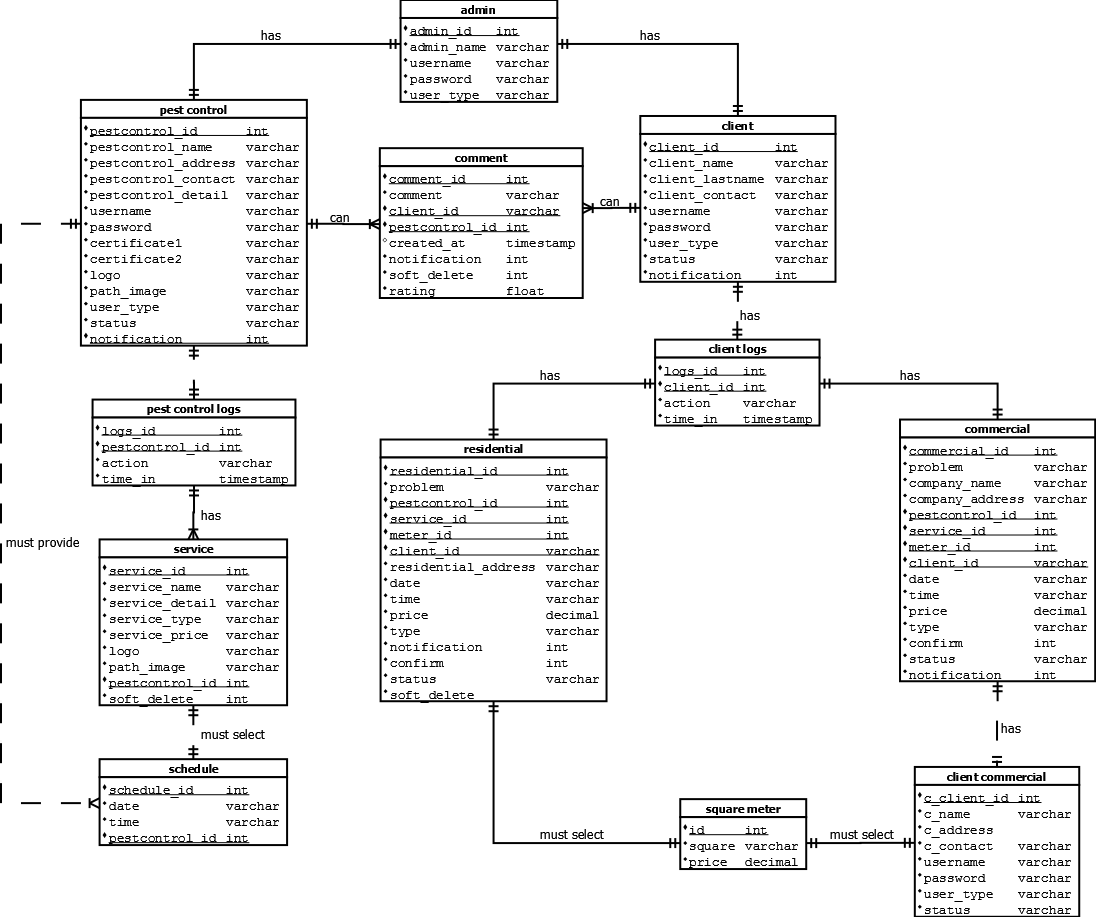 admin
admin_id int
admin_name varchar
username varchar
password varchar
user_type varchar
has
has
pest control
pestcontrol_id int
pestcontrol_name varchar
pestcontrol_address varchar
pestcontrol_contact varchar
pestcontrol_detail varchar
username varchar
password varchar
certificate1 varchar
certificate2 varchar
logo varchar
path_image varchar
user_type varchar
status varchar
notification int
can
comment
comment_id int
comment varchar
client_id varchar
pestcontrol_id int
created_at timestamp
notification int
soft_delete int
rating float
can
client
client_id int
client_name varchar
client_lastname varchar
client_contact varchar
username varchar
password varchar
user_type varchar
status varchar
notification int
has
client logs
logs_id int
client_id int
action varchar
time_in timestamp
has
has
pest control logs
logs_id int
pestcontrol_id int
action varchar
time_in timestamp
has
must provide
service
service_id int
service_name varchar
service_detail varchar
service_type varchar
service_price varchar
logo varchar
path_image varchar
pestcontrol_id int
soft_delete int
must select
schedule
schedule_id int
date varchar
time varchar
pestcontrol_id int
residential
residential_id int
problem varchar
pestcontrol_id int
service_id int
meter_id int
client_id varchar
residential_address varchar
date varchar
time varchar
price decimal
type varchar
notification int
confirm int
status varchar
soft_delete
must select
commercial
commercial_id int
problem varchar
company_name varchar
company_address varchar
pestcontrol_id int
service_id int
meter_id int
client_id varchar
date varchar
time varchar
price decimal
type varchar
confirm int
status varchar
notification int
has
square meter
id int
square varchar
price decimal
must select
client commercial
c_client_id int
c_name varchar
c_address
c_contact varchar
username varchar
password varchar
user_type varchar
status varchar